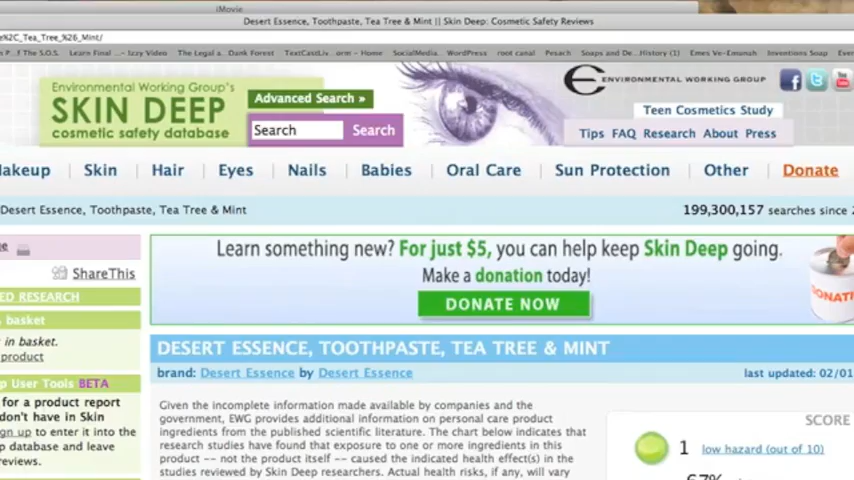 iMovie
Desert Essence, Toothpaste, Tea Tree & Mint || Skin Deep: Cosmetic Safety Reviews
%2C_Tea_Tree_%26_Mint/
n P...f The S.O.S. Learn Final ...- Izzy Video The Legal a.. Dank Forest TextCastLiv...orm - Home SocialMedia...WordPress root canal Pesach Soaps and De...History (1) Emes Ve-Emunah Inventions Soap Ever
Environmental Working Group's
SKIN DEEP
cosmetic safety database
Advanced Search »
Search Search
ENVIRONMENTAL WORKING GROUP
Teen Cosmetics Study
Tips FAQ Research About Press
Makeup Skin Hair Eyes Nails Babies Oral Care Sun Protection Other Donate
Desert Essence, Toothpaste, Tea Tree & Mint 199,300,157 searches since 2
ShareThis
ED RESEARCH
basket
in basket.
product
p User Tools BETA
for a product report
don't have in Skin
gn up to enter it into the
p database and leave
reviews.
Learn something new? For just $5, you can help keep Skin Deep going.
Make a donation today!
DONATE NOW
DONATI
DESERT ESSENCE, TOOTHPASTE, TEA TREE & MINT
brand: Desert Essence by Desert Essence last updated: 02/01
Given the incomplete information made available by companies and the
government, EWG provides additional information on personal care product
ingredients from the published scientific literature. The chart below indicates that
research studies have found that exposure to one or more ingredients in this
product -- not the product itself -- caused the indicated health effect(s) in the
studies reviewed by Skin Deep researchers. Actual health risks, if any, will vary
SCORE
1 low hazard (out of 10)
67%